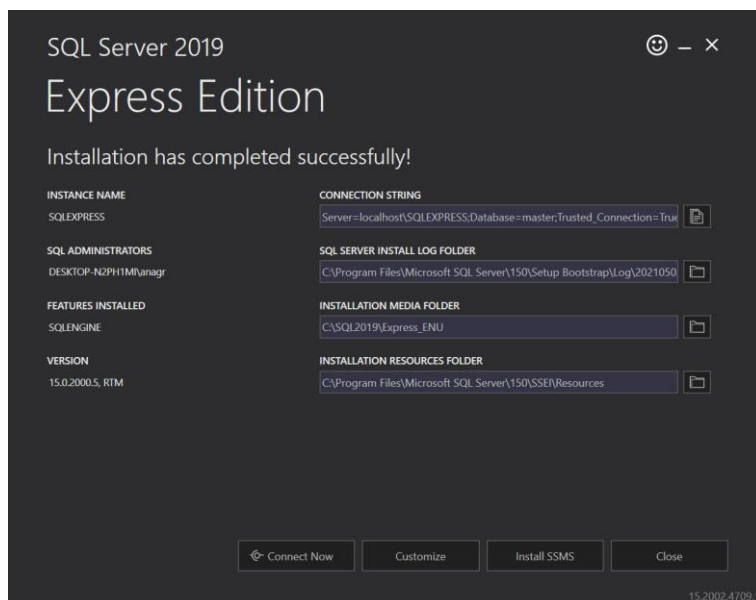 SQL Server 2019
Express Edition
Installation has completed successfully!
INSTANCE NAME
SQLEXPRESS
CONNECTION STRING
Server=localhost\SQLEXPRESS;Database=master;Trusted_Connection=True
SQL ADMINISTRATORS
DESKTOP-N2PH1MI\anagr
SQL SERVER INSTALL LOG FOLDER
C:\Program Files\Microsoft SQL Server\150\Setup Bootstrap\Log\2021050
FEATURES INSTALLED
SQLENGINE
INSTALLATION MEDIA FOLDER
C:\SQL2019\Express_ENU
VERSION
15.0.2000.5, RTM
INSTALLATION RESOURCES FOLDER
C:\Program Files\Microsoft SQL Server\150\SSEI\Resources
Connect Now
Customize
Install SSMS
Close
15.2002.4709